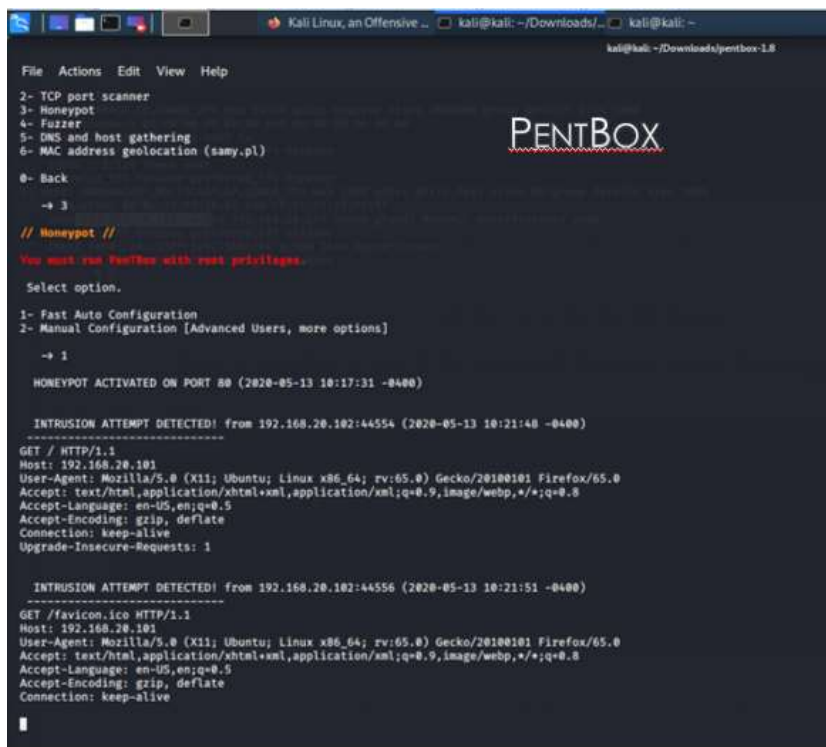 Kali Linux, an Offensive ... kali@kali: ~/Downloads/... kali@kali: ~
kali@kali: ~/Downloads/pentbox-1.8
File Actions Edit View Help
2- TCP port scanner
3- Honeypot
4- Fuzzer
5- DNS and host gathering
6- MAC address geolocation (samy.pl)
PENTBOX
0- Back
→ 3
// Honeypot //
You must run PentBox with root privileges.
Select option.
1- Fast Auto Configuration
2- Manual Configuration [Advanced Users, more options]
→ 1
HONEYPOT ACTIVATED ON PORT 80 (2020-05-13 10:17:31 -0400)
INTRUSION ATTEMPT DETECTED! from 192.168.20.102:44554 (2020-05-13 10:21:48 -0400)
-----------------------------
GET / HTTP/1.1
Host: 192.168.20.101
User-Agent: Mozilla/5.0 (X11; Ubuntu; Linux x86_64; rv:65.0) Gecko/20100101 Firefox/65.0
Accept: text/html,application/xhtml+xml,application/xml;q=0.9,image/webp,*/*;q=0.8
Accept-Language: en-US,en;q=0.5
Accept-Encoding: gzip, deflate
Connection: keep-alive
Upgrade-Insecure-Requests: 1
INTRUSION ATTEMPT DETECTED! from 192.168.20.102:44556 (2020-05-13 10:21:51 -0400)
-----------------------------
GET /favicon.ico HTTP/1.1
Host: 192.168.20.101
User-Agent: Mozilla/5.0 (X11; Ubuntu; Linux x86_64; rv:65.0) Gecko/20100101 Firefox/65.0
Accept: text/html,application/xhtml+xml,application/xml;q=0.9,image/webp,*/*;q=0.8
Accept-Language: en-US,en;q=0.5
Accept-Encoding: gzip, deflate
Connection: keep-alive